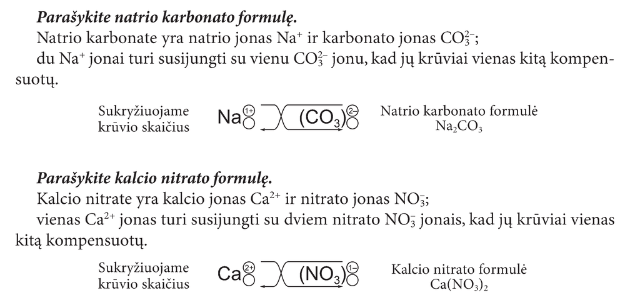 Parašykite natrio karbonato formulę.
Natrio karbonate yra natrio jonas Na⁺ ir karbonato jonas CO₃²⁻;
du Na⁺ jonai turi susijungti su vienu CO₃²⁻ jonu, kad jų krūviai vienas kitą kompen-
suotų.
Sukryžiuojame
krūvio skaičius
Na 1+ (CO₃) 2−
Natrio karbonato formulė
Na₂CO₃
Parašykite kalcio nitrato formulę.
Kalcio nitrate yra kalcio jonas Ca²⁺ ir nitrato jonas NO₃⁻;
vienas Ca²⁺ jonas turi susijungti su dviem nitrato NO₃⁻ jonais, kad jų krūviai vienas
kitą kompensuotų.
Sukryžiuojame
krūvio skaičius
Ca 2+ (NO₃) 1−
Kalcio nitrato formulė
Ca(NO₃)₂